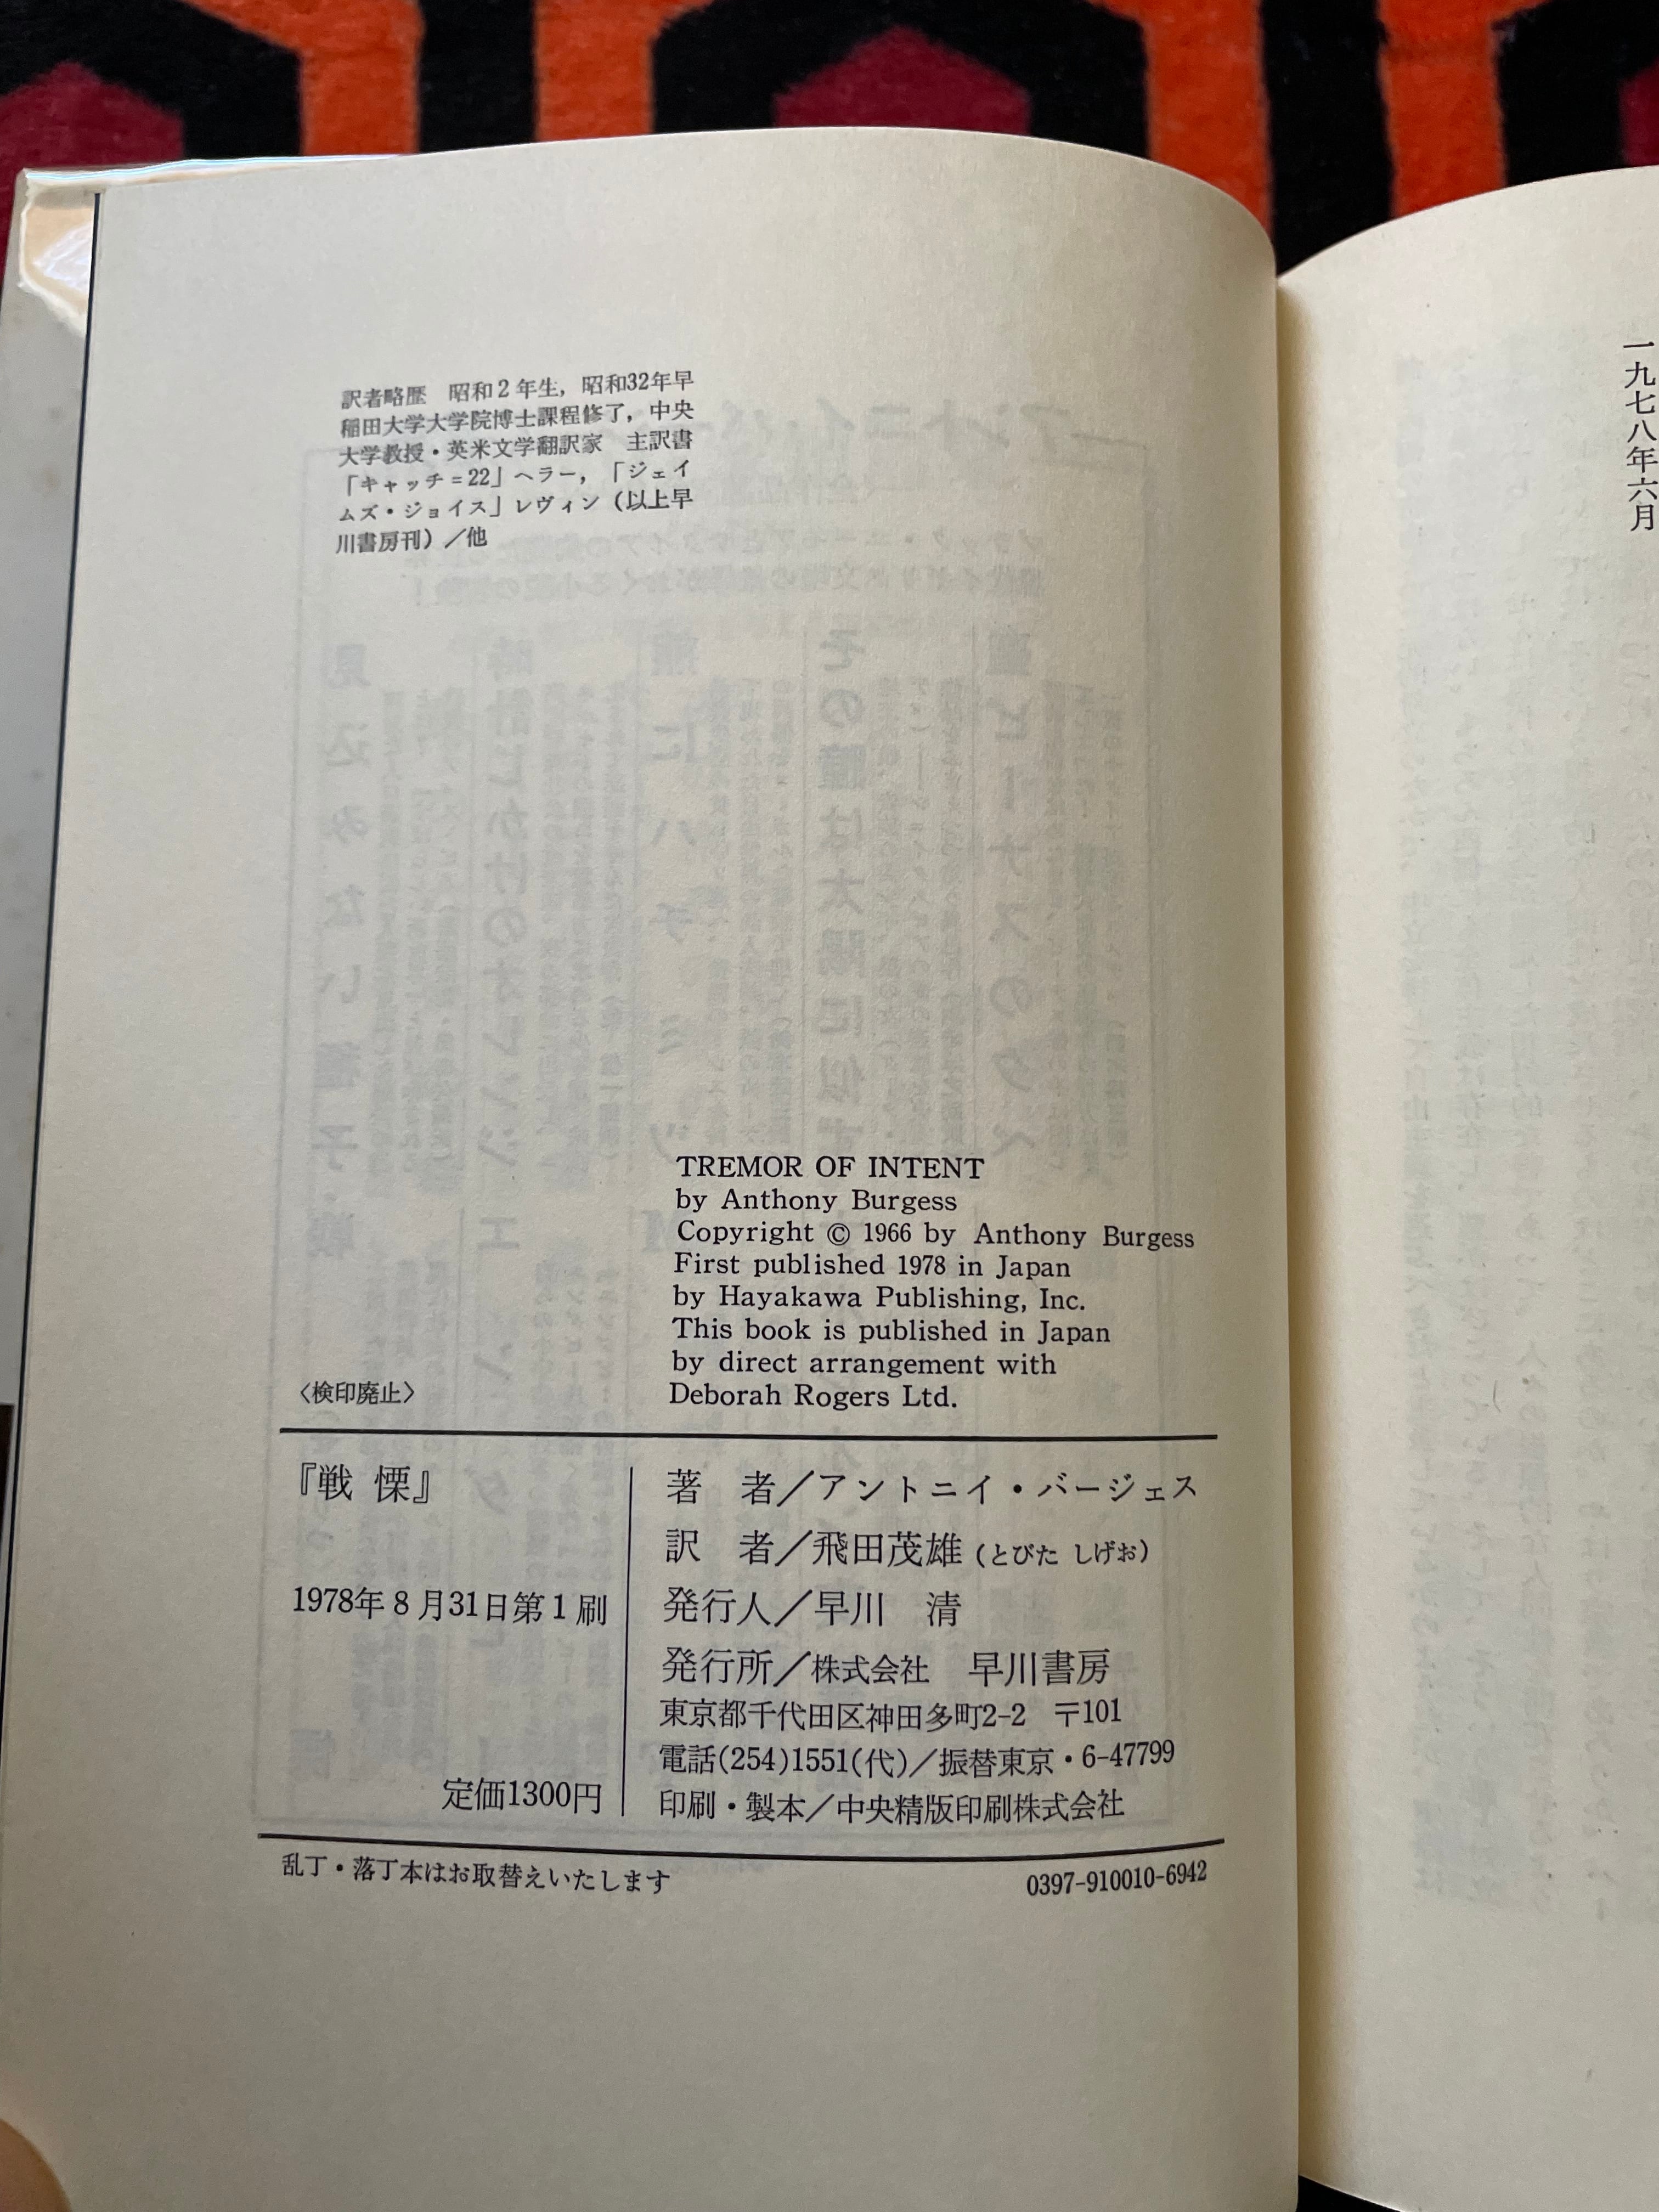 訳者略歴　昭和2年生，昭和32年早
稲田大学大学院博士課程修了，中央
大学教授・英米文学翻訳家　主訳書
「キャッチ＝22」ヘラー，「ジェイ
ムズ・ジョイス」レヴィン（以上早
川書房刊）／他
TREMOR OF INTENT
by Anthony Burgess
Copyright © 1966 by Anthony Burgess
First published 1978 in Japan
by Hayakawa Publishing, Inc.
This book is published in Japan
by direct arrangement with
Deborah Rogers Ltd.
〈検印廃止〉
『戦 慄』
1978年8月31日第1刷
定価1300円
著　者／アントニイ・バージェス
訳　者／飛田茂雄（とびた しげお）
発行人／早川　清
発行所／株式会社　早川書房
東京都千代田区神田多町2-2　〒101
電話(254)1551(代)／振替東京・6-47799
印刷・製本／中央精版印刷株式会社
乱丁・落丁本はお取替えいたします
0397-910010-6942
一九七八年六月